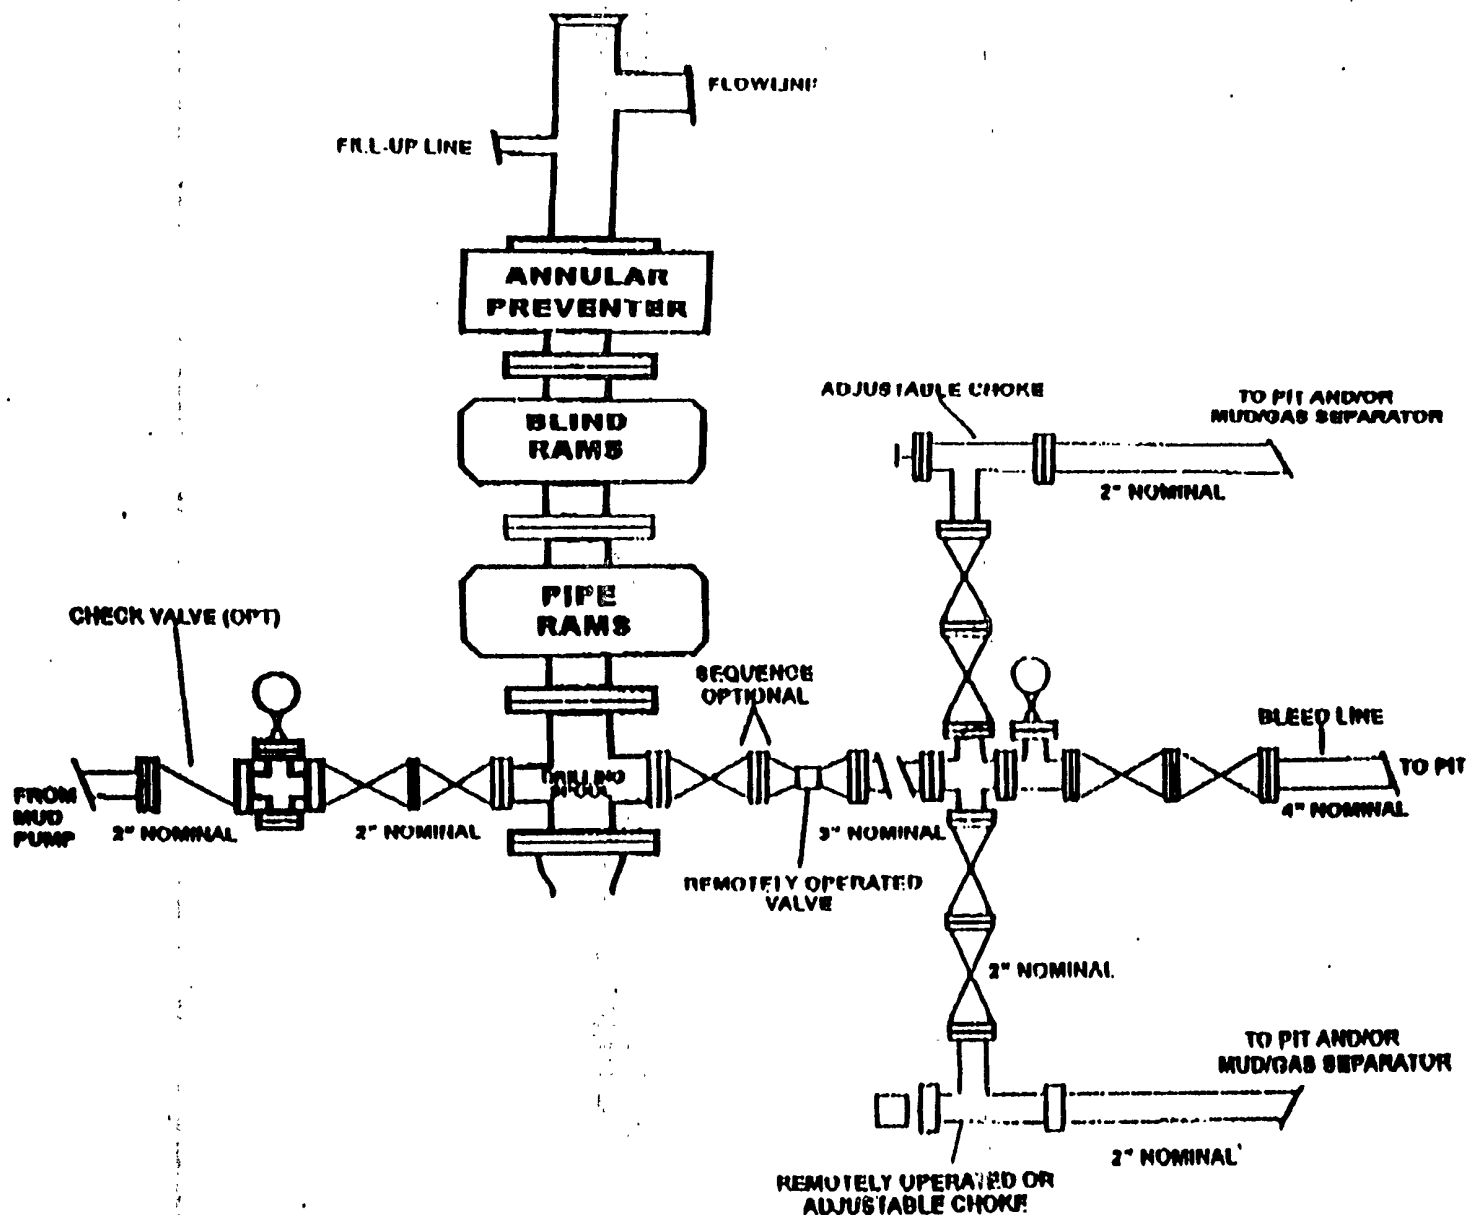 FLOWLINE
FILL-UP LINE
ANNULAR
PREVENTER
BLIND
RAMS
PIPE
RAMS
ADJUSTABLE CHOKE
TO PIT AND/OR
MUD/GAS SEPARATOR
2" NOMINAL
CHECK VALVE (OPT)
SEQUENCE
OPTIONAL
BLEED LINE
TO PIT
4" NOMINAL
FROM
MUD
PUMP
2" NOMINAL
2" NOMINAL
DRILLING
SPOOL
3" NOMINAL
REMOTELY OPERATED
VALVE
2" NOMINAL
TO PIT AND/OR
MUD/GAS SEPARATOR
2" NOMINAL
REMOTELY OPERATED OR
ADJUSTABLE CHOKE